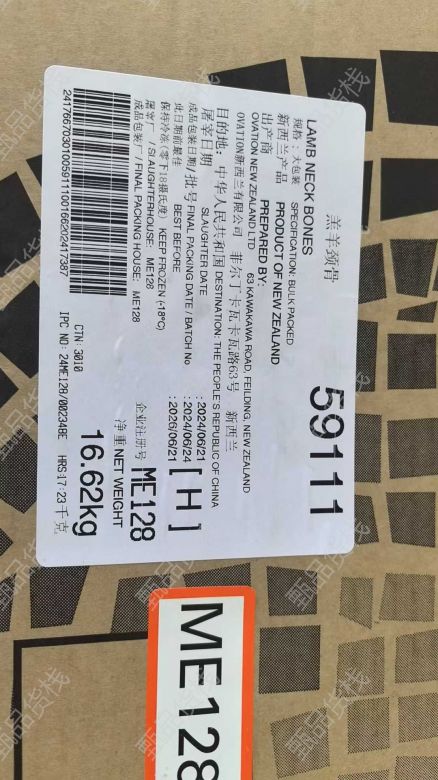 LAMB NECK BONES 羔羊颈骨
规格：大包装 SPECIFICATION: BULK PACKED
新西兰产品 PRODUCT OF NEW ZEALAND
59111
出产商 PREPARED BY:
OVATION NEW ZEALAND LTD 63 KAWAKAWA ROAD, FEILDING, NEW ZEALAND
OVATION新西兰有限公司 菲尔丁卡瓦卡瓦路63号 新西兰
目的地：中华人民共和国 DESTINATION: THE PEOPLE'S REPUBLIC OF CHINA
屠宰日期 SLAUGHTER DATE : 2024/06/21
成品包装日期/批号 FINAL PACKING DATE / BATCH No : 2024/06/24
此日期前最佳 BEST BEFORE : 2026/06/21
[ H ]
保持冷冻(零下18摄氏度) KEEP FROZEN (-18°C)
屠宰厂 / SLAUGHTERHOUSE: ME128
成品包装厂 / FINAL PACKING HOUSE: ME128
企业注册号 ME128
净重 NET WEIGHT
16.62kg
千克
CTN: 3010
IPC NO: 24ME128/002348E HRS:17:23
ME128
甄品货栈